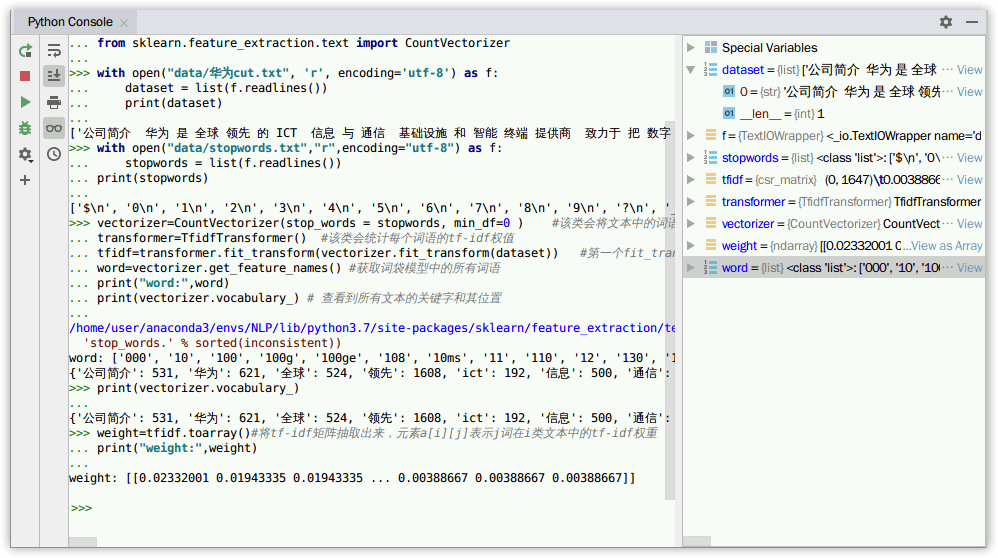 Python Console
... from sklearn.feature_extraction.text import CountVectorizer
...
>>> with open("data/华为cut.txt", 'r', encoding='utf-8') as f:
...     dataset = list(f.readlines())
...     print(dataset)
...
['公司简介  华为 是 全球 领先 的 ICT  信息 与 通信  基础设施 和 智能 终端 提供商  致力于 把 数字
>>> with open("data/stopwords.txt","r",encoding="utf-8") as f:
...     stopwords = list(f.readlines())
... print(stopwords)
...
['$\n', '0\n', '1\n', '2\n', '3\n', '4\n', '5\n', '6\n', '7\n', '8\n', '9\n', '?\n', '_
>>> vectorizer=CountVectorizer(stop_words = stopwords, min_df=0 )    #该类会将文本中的词语
... transformer=TfidfTransformer()  #该类会统计每个词语的tf-idf权值
... tfidf=transformer.fit_transform(vectorizer.fit_transform(dataset))   #第一个fit_tran
... word=vectorizer.get_feature_names() #获取词袋模型中的所有词语
... print("word:",word)
... print(vectorizer.vocabulary_) # 查看到所有文本的关键字和其位置
...
/home/user/anaconda3/envs/NLP/lib/python3.7/site-packages/sklearn/feature_extraction/te
  'stop_words.' % sorted(inconsistent))
word: ['000', '10', '100', '100g', '100ge', '108', '10ms', '11', '110', '12', '130', '1
{'公司简介': 531, '华为': 621, '全球': 524, '领先': 1608, 'ict': 192, '信息': 500, '通信':
>>> print(vectorizer.vocabulary_)
...
{'公司简介': 531, '华为': 621, '全球': 524, '领先': 1608, 'ict': 192, '信息': 500, '通信':
>>> weight=tfidf.toarray()#将tf-idf矩阵抽取出来，元素a[i][j]表示j词在i类文本中的tf-idf权重
... print("weight:",weight)
...
weight: [[0.02332001 0.01943335 0.01943335 ... 0.00388667 0.00388667 0.00388667]]
>>>
Special Variables
dataset = {list} ['公司简介  华为 是 全球 ... View
0 = {str} '公司简介  华为 是 全球 领先 ... View
__len__ = {int} 1
f = {TextIOWrapper} <_io.TextIOWrapper name='d
stopwords = {list} <class 'list'>: ['$\n', '0\ ... View
tfidf = {csr_matrix}  (0, 1647)\t0.0038866 ... View
transformer = {TfidfTransformer} TfidfTransformer
vectorizer = {CountVectorizer} CountVect ... View
weight = {ndarray} [[0.02332001 0 ...View as Array
word = {list} <class 'list'>: ['000', '10', '10 ... View